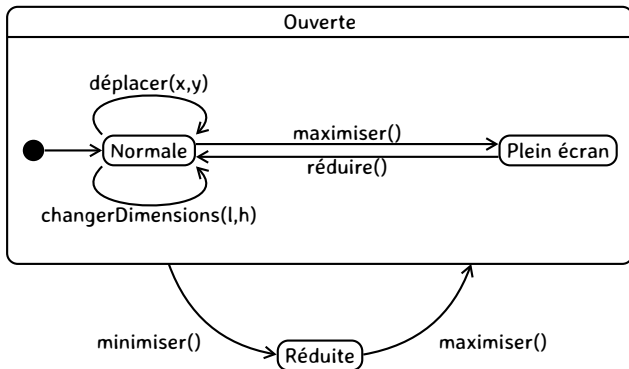 Ouverte
déplacer(x,y)
maximiser()
Normale
Plein écran
réduire()
changerDimensions(l,h)
minimiser()
Réduite
maximiser()